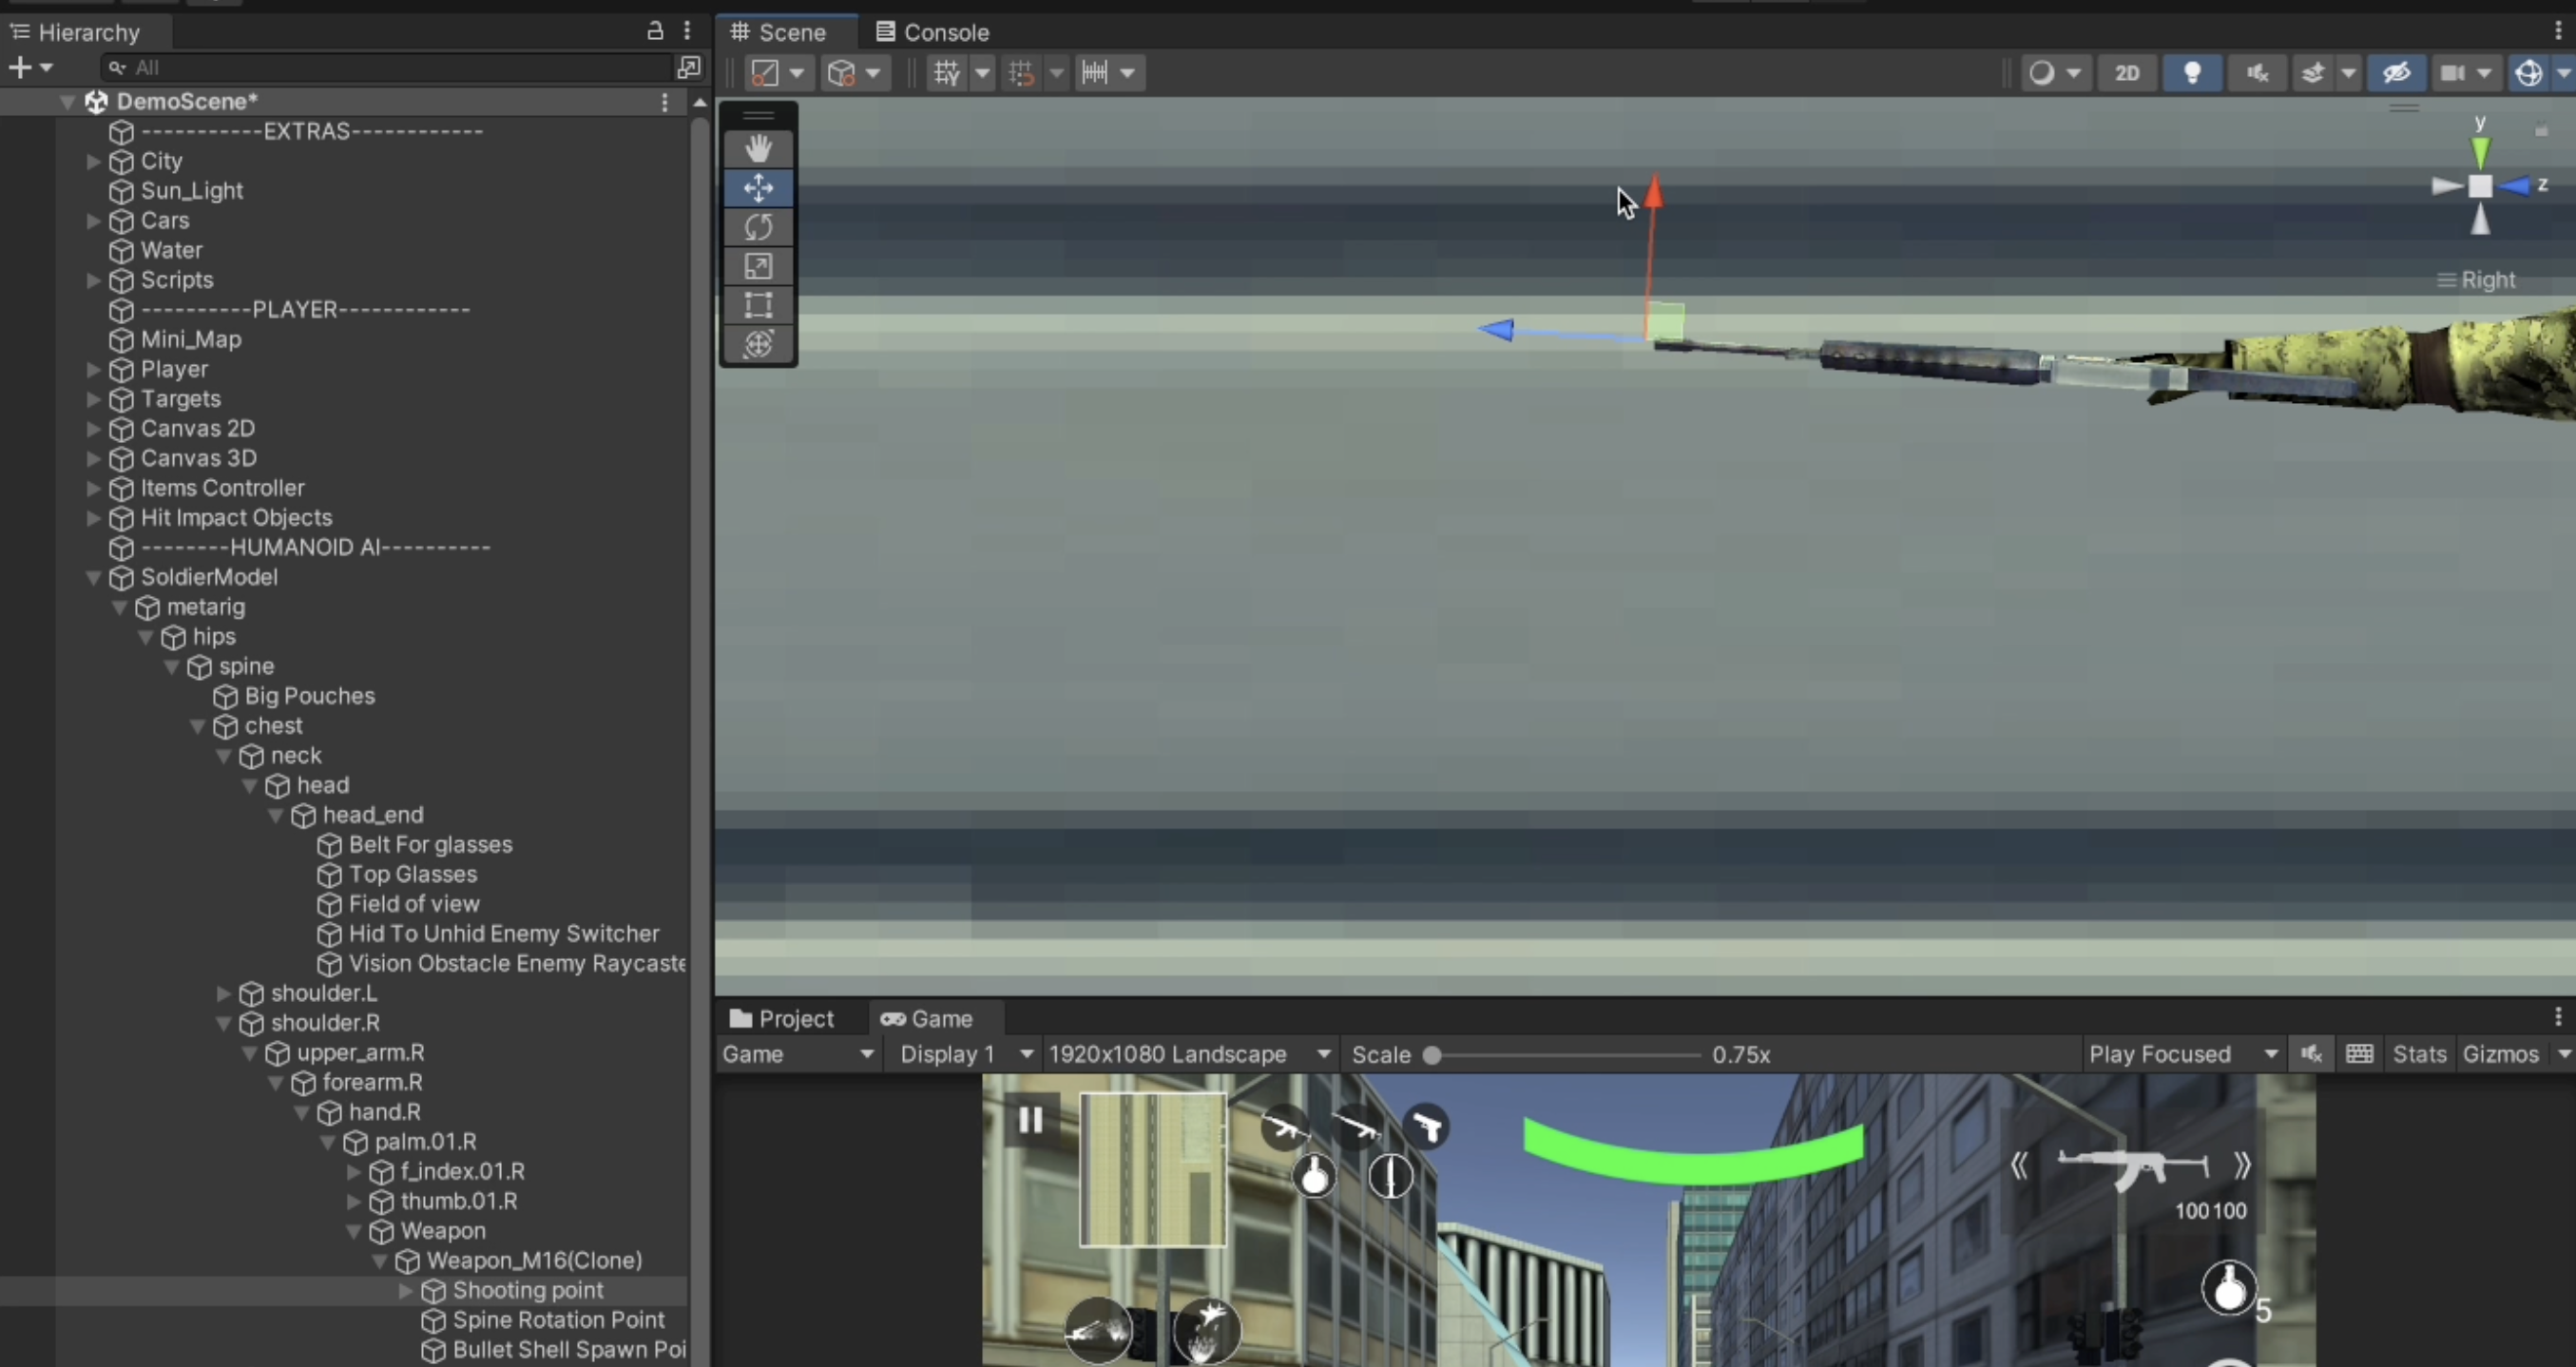 Hierarchy
All
DemoScene*
-----------EXTRAS------------
City
Sun_Light
Cars
Water
Scripts
----------PLAYER------------
Mini_Map
Player
Targets
Canvas 2D
Canvas 3D
Items Controller
Hit Impact Objects
--------HUMANOID AI----------
SoldierModel
metarig
hips
spine
Big Pouches
chest
neck
head
head_end
Belt For glasses
Top Glasses
Field of view
Hid To Unhid Enemy Switcher
Vision Obstacle Enemy Raycaste
shoulder.L
shoulder.R
upper_arm.R
forearm.R
hand.R
palm.01.R
f_index.01.R
thumb.01.R
Weapon
Weapon_M16(Clone)
Shooting point
Spine Rotation Point
Bullet Shell Spawn Poi
Scene Console
2D
y
z
Right
Project Game
Game Display 1 1920x1080 Landscape Scale 0.75x Play Focused Stats Gizmos
100 100
5